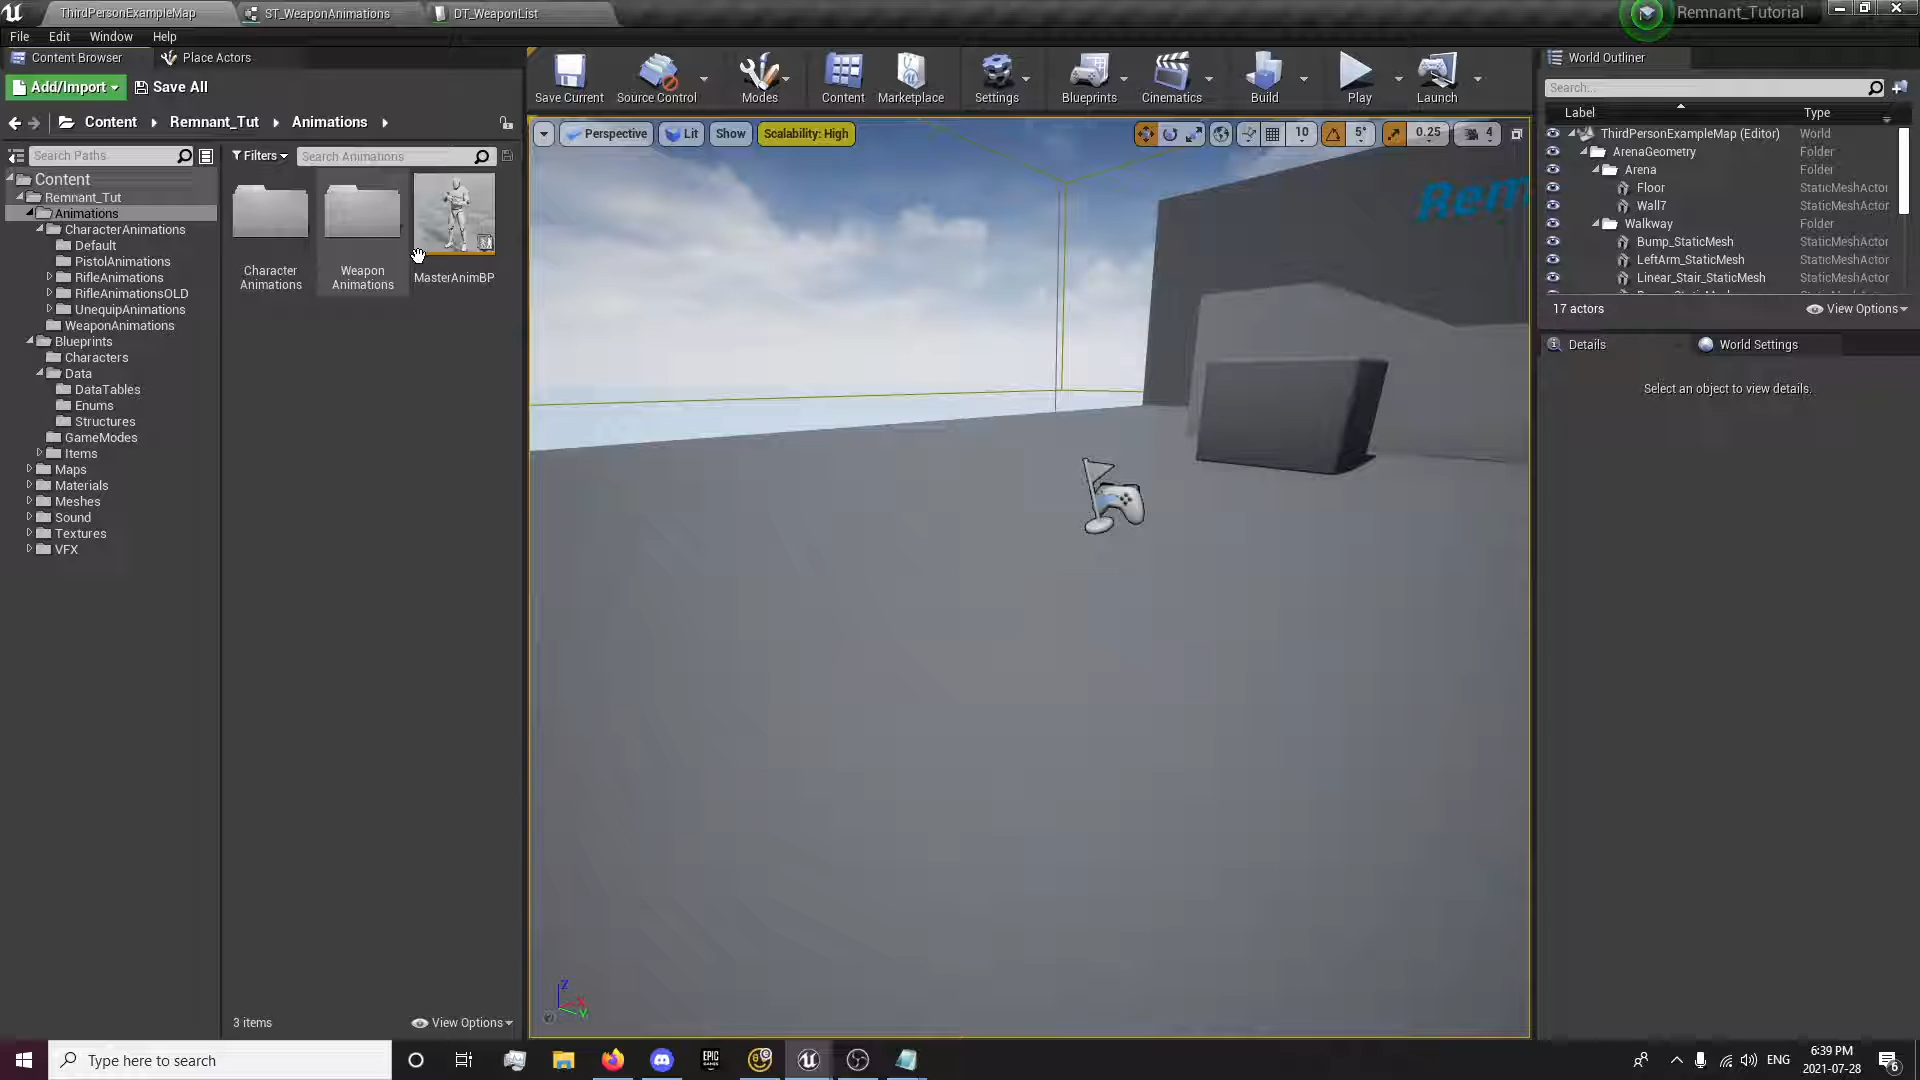 ThirdPersonExampleMap
ST_WeaponAnimations
DT_WeaponList
Remnant_Tutorial
File
Edit
Window
Help
Content Browser
Place Actors
Add/Import
Save All
Save Current
Source Control
Modes
Content
Marketplace
Settings
Blueprints
Cinematics
Build
Play
Launch
World Outliner
Search...
Label
Type
Content
Remnant_Tut
Animations
Search Paths
Filters
Search Animations
Content
Remnant_Tut
Animations
CharacterAnimations
Default
PistolAnimations
RifleAnimations
RifleAnimationsOLD
UnequipAnimations
WeaponAnimations
Blueprints
Characters
Data
DataTables
Enums
Structures
GameModes
Items
Maps
Materials
Meshes
Sound
Textures
VFX
Character
Animations
Weapon
Animations
MasterAnimBP
3 items
View Options
Perspective
Lit
Show
Scalability: High
10
5°
0.25
4
Rem
Z
X
Y
ThirdPersonExampleMap (Editor)
World
ArenaGeometry
Folder
Arena
Folder
Floor
StaticMeshActor
Wall7
StaticMeshActor
Walkway
Folder
Bump_StaticMesh
StaticMeshActor
LeftArm_StaticMesh
StaticMeshActor
Linear_Stair_StaticMesh
StaticMeshActor
17 actors
View Options
Details
World Settings
Select an object to view details.
Type here to search
EPIC
GAMES
ENG
6:39 PM
2021-07-28
6